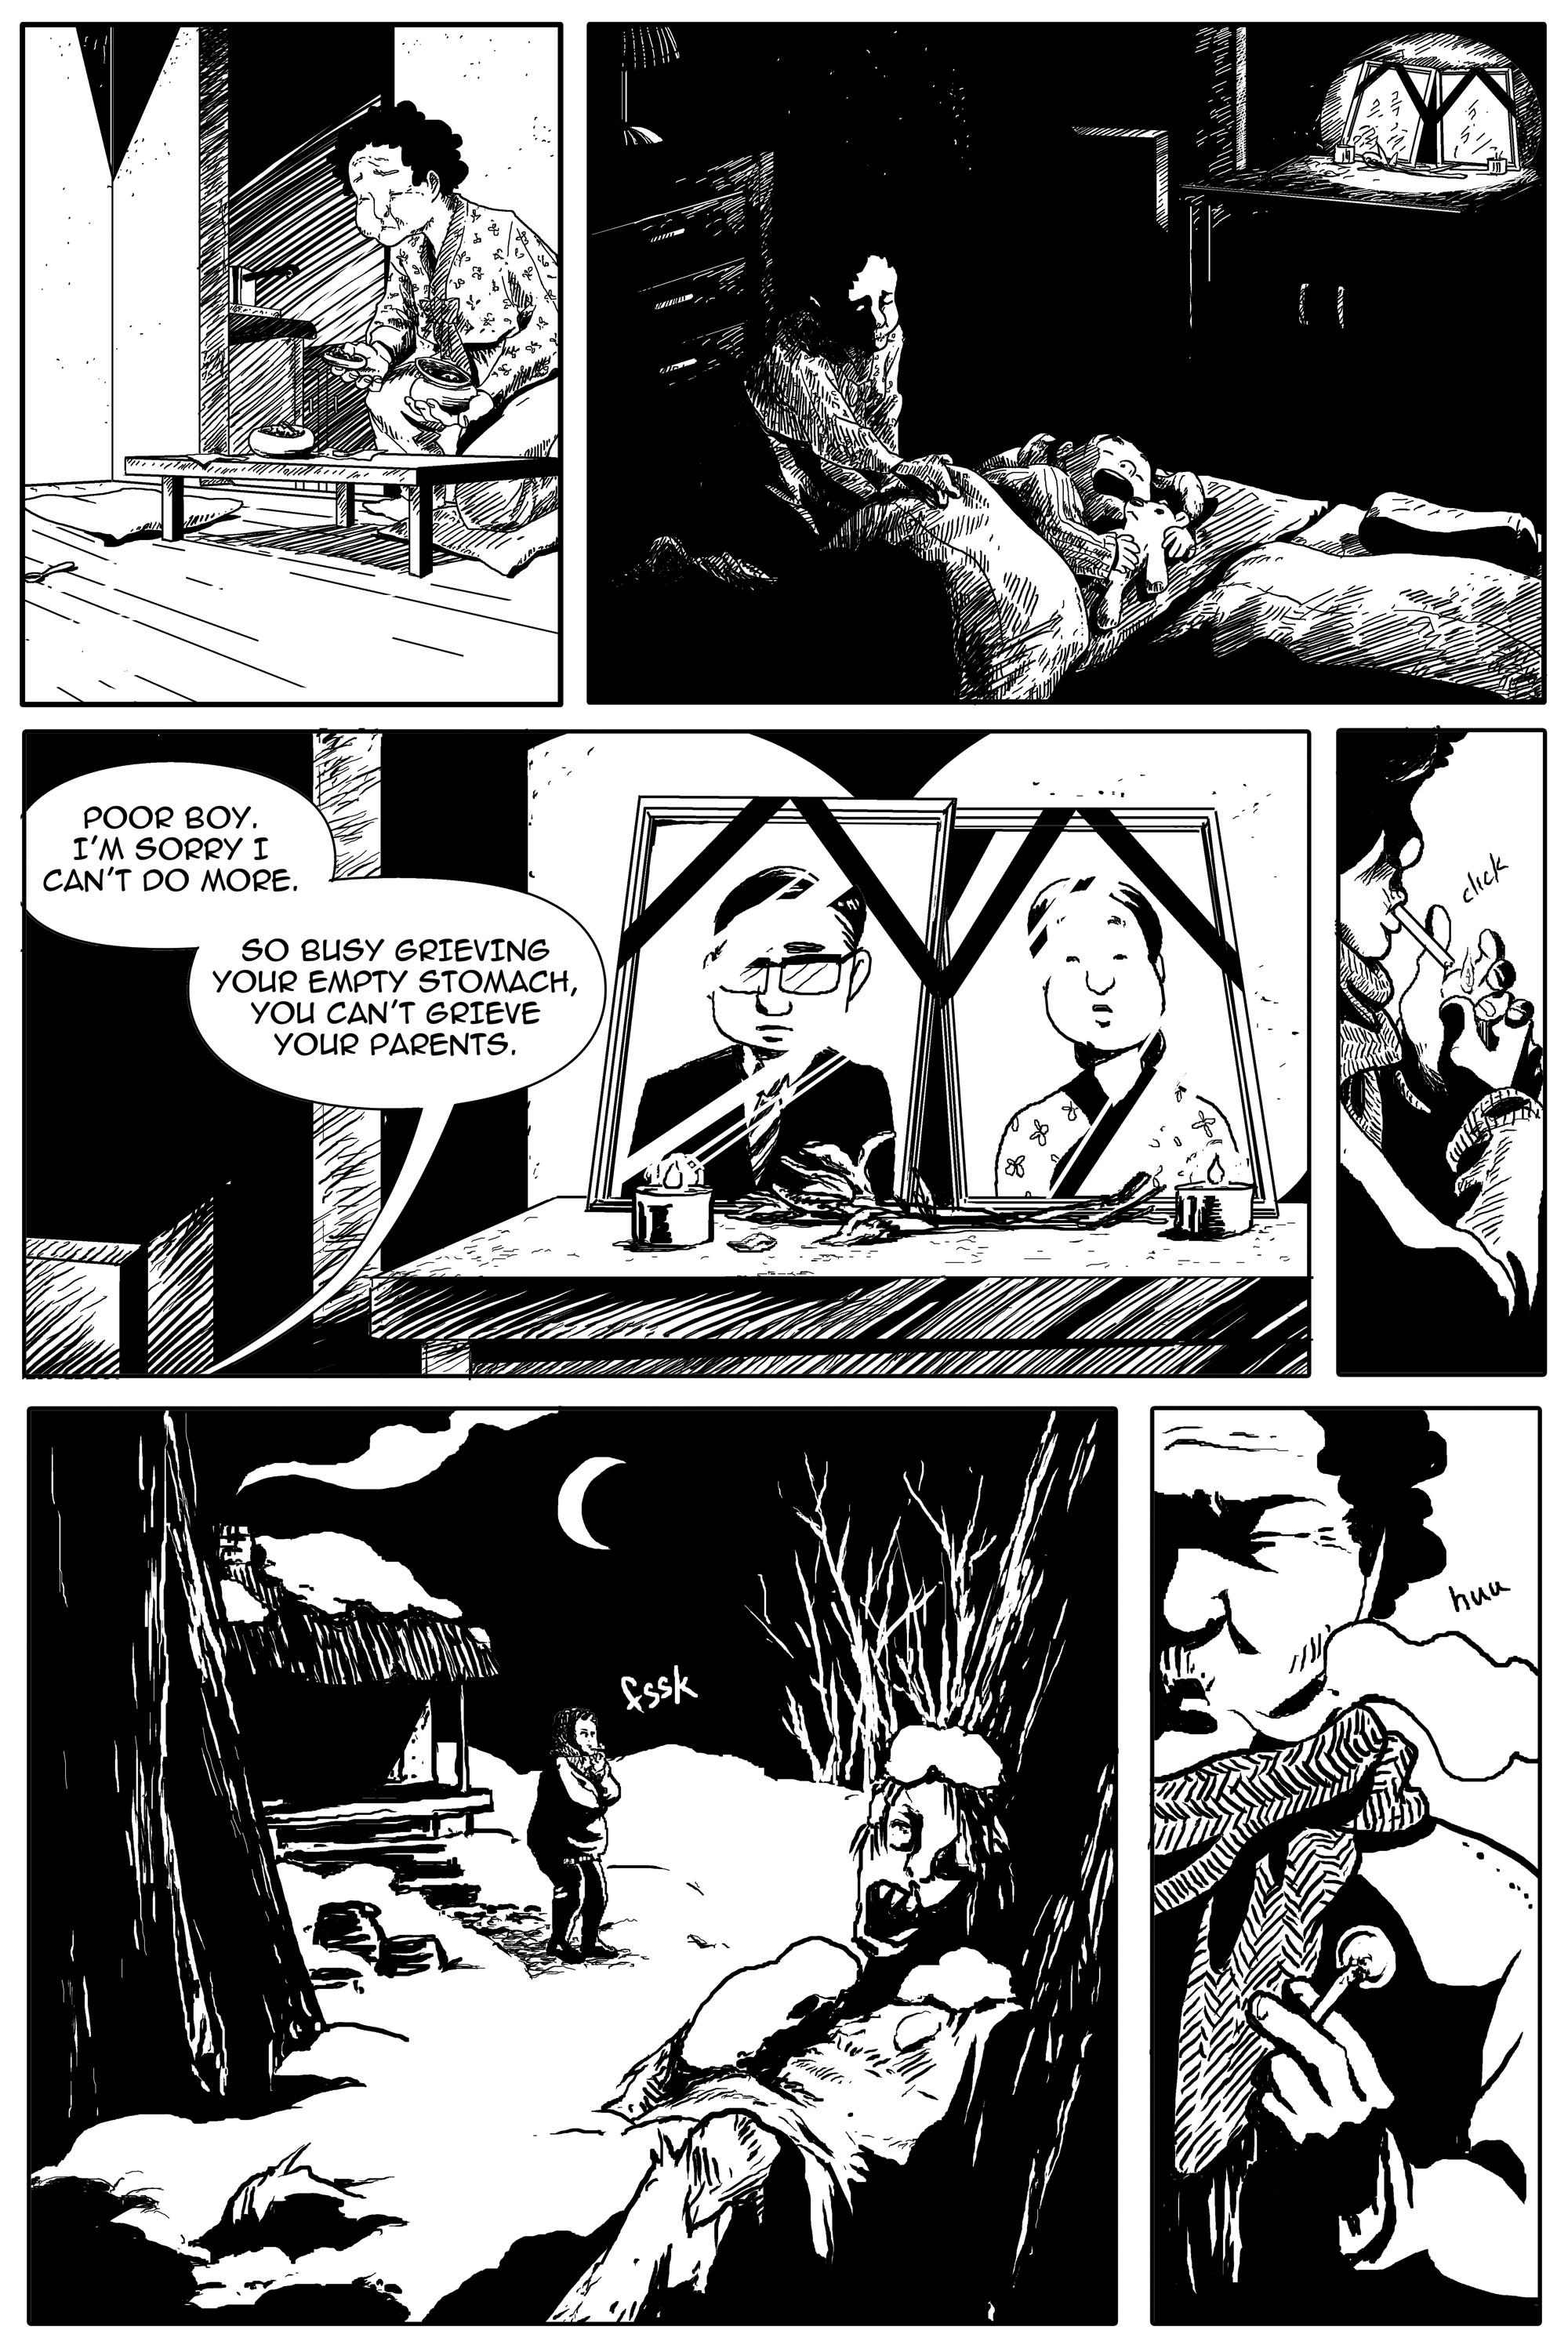 POOR BOY.
I'M SORRY I
CAN'T DO MORE.
SO BUSY GRIEVING
YOUR EMPTY STOMACH,
YOU CAN'T GRIEVE
YOUR PARENTS.
click
fssk
huu